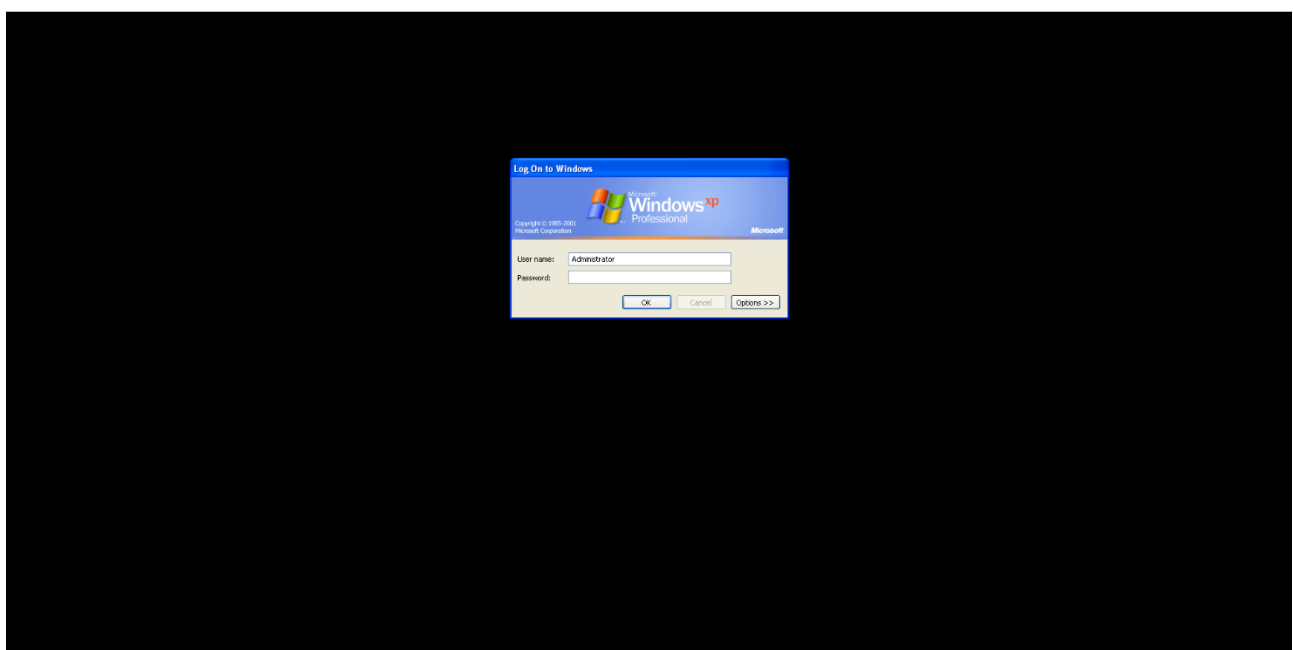 Log On to Windows
Microsoft
Windows xp
Professional
Copyright © 1985-2001
Microsoft Corporation
Microsoft
User name: Administrator
Password:
OK Cancel Options >>